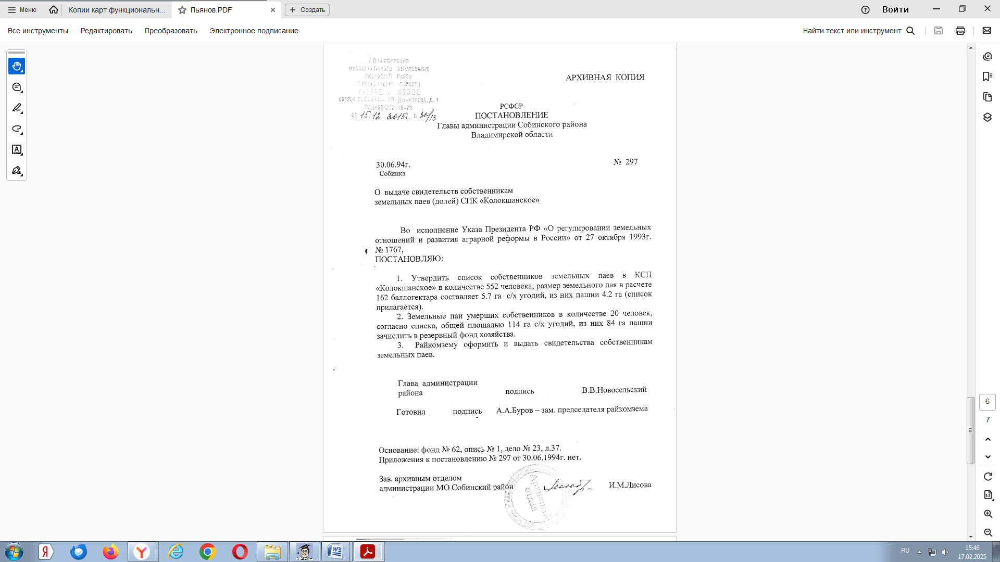 Меню
Копии карт функциональн...
Пьянов.PDF
Создать
Войти
Все инструменты
Редактировать
Преобразовать
Электронное подписание
Найти текст или инструмент
АДМИНИСТРАЦИЯ
МУНИЦИПАЛЬНОГО ОБРАЗОВАНИЯ
СОБИНСКИЙ РАЙОН
ВЛАДИМИРСКОЙ ОБЛАСТИ
АРХИВНЫЙ ОТДЕЛ
601204 Г. СОБИНКА УЛ. ДИМИТРОВА, Д. 1
ТЕЛ.(49242)2-16-73
ОТ 15.12 2015г. № 30/13
АРХИВНАЯ КОПИЯ
РСФСР
ПОСТАНОВЛЕНИЕ
Главы администрации Собинского района
Владимирской области
30.06.94г.
№ 297
Собинка
О выдаче свидетельств собственникам
земельных паев (долей) СПК «Колокшанское»
Во исполнение Указа Президента РФ «О регулировании земельных
отношений и развития аграрной реформы в России» от 27 октября 1993г.
№ 1767,
ПОСТАНОВЛЯЮ:
1. Утвердить список собственников земельных паев в КСП
«Колокшанское» в количестве 552 человека, размер земельного пая в расчете
162 баллогектара составляет 5.7 га с/х угодий, из них пашни 4.2 га (список
прилагается).
2. Земельные паи умерших собственников в количестве 20 человек,
согласно списка, общей площадью 114 га с/х угодий, из них 84 га пашни
зачислить в резервный фонд хозяйства.
3. Райкомзему оформить и выдать свидетельства собственникам
земельных паев.
Глава администрации
района подпись В.В.Новосельский
Готовил подпись А.А.Буров – зам. председателя райкомзема
Основание: фонд № 62, опись № 1, дело № 23, л.37.
Приложения к постановлению № 297 от 30.06.1994г. нет.
Зав. архивным отделом
администрации МО Собинский район И.М.Лисова
Архивный
отдел
6
7
RU
15:46
17.02.2025